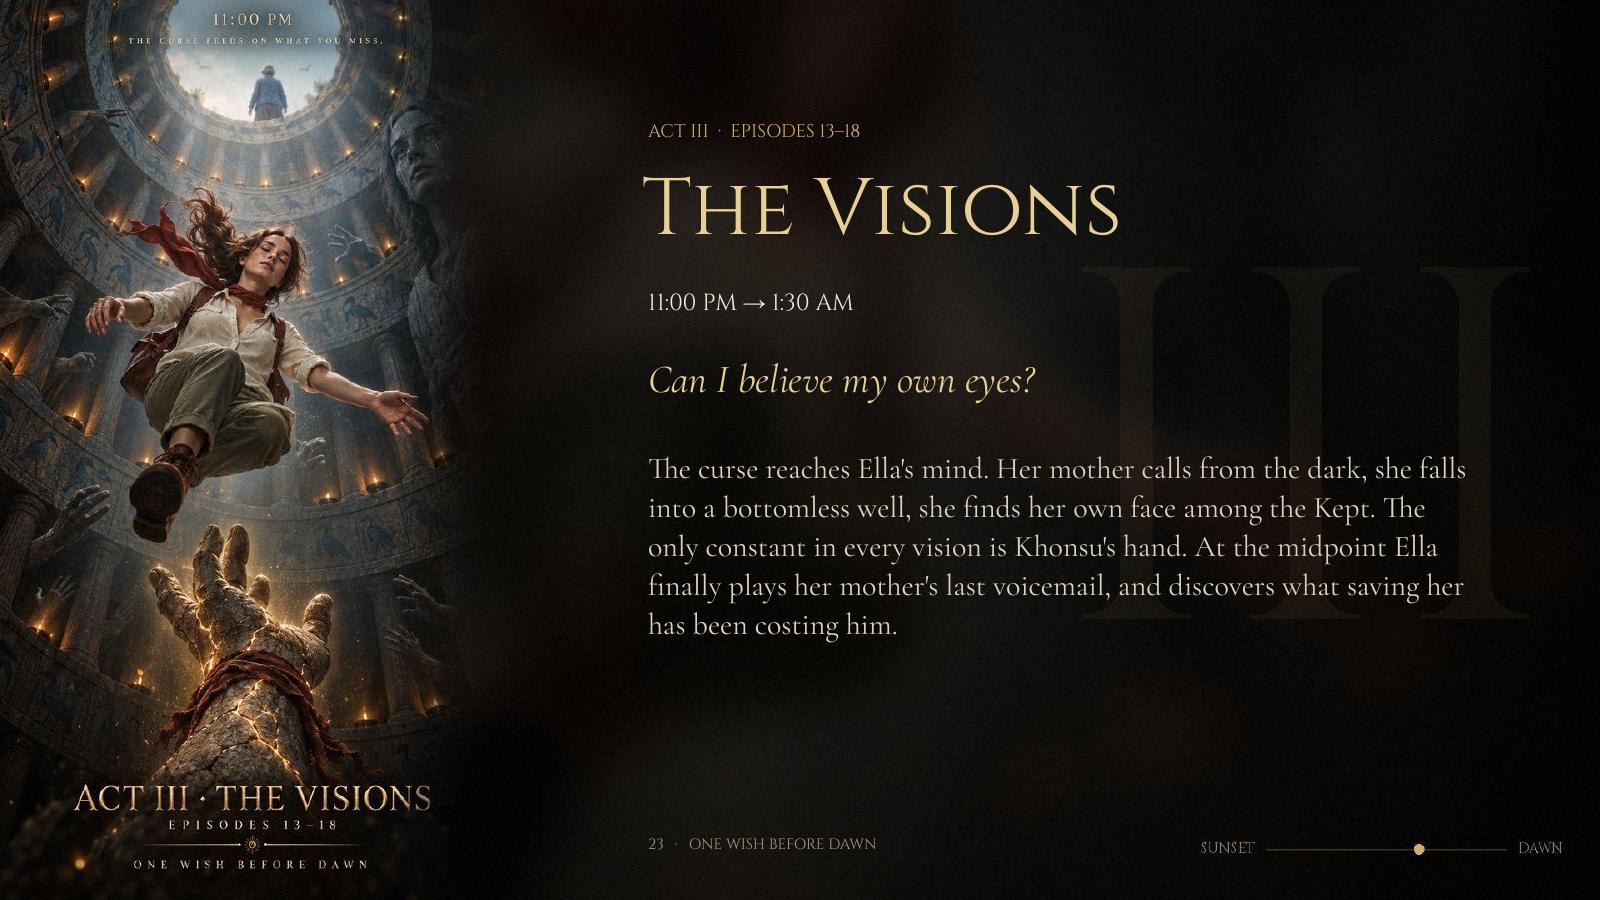 11:00 PM
THE CURSE FEEDS ON WHAT YOU MISS.
ACT III · THE VISIONS
EPISODES 13–18
ONE WISH BEFORE DAWN
ACT III · EPISODES 13–18
THE VISIONS
11:00 PM → 1:30 AM
Can I believe my own eyes?
The curse reaches Ella's mind. Her mother calls from the dark, she falls
into a bottomless well, she finds her own face among the Kept. The
only constant in every vision is Khonsu's hand. At the midpoint Ella
finally plays her mother's last voicemail, and discovers what saving her
has been costing him.
III
23 · ONE WISH BEFORE DAWN
SUNSET DAWN